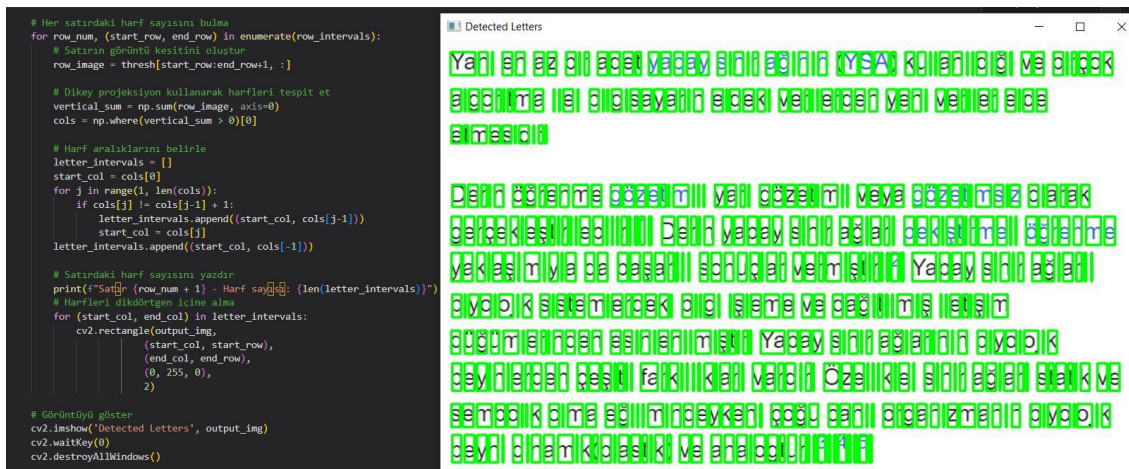 # Her satırdaki harf sayısını bulma
for row_num, (start_row, end_row) in enumerate(row_intervals):
# Satırın görüntü kesitini oluştur
row_image = thresh[start_row:end_row+1, :]
# Dikey projeksiyon kullanarak harfleri tespit et
vertical_sum = np.sum(row_image, axis=0)
cols = np.where(vertical_sum > 0)[0]
# Harf aralıklarını belirle
letter_intervals = []
start_col = cols[0]
for j in range(1, len(cols)):
if cols[j] != cols[j-1] + 1:
letter_intervals.append((start_col, cols[j-1]))
start_col = cols[j]
letter_intervals.append((start_col, cols[-1]))
# Satırdaki harf sayısını yazdır
print(f"Satır {row_num + 1} - Harf sayısı: {len(letter_intervals)}")
# Harfleri dikdörtgen içine alma
for (start_col, end_col) in letter_intervals:
cv2.rectangle(output_img,
(start_col, start_row),
(end_col, end_row),
(0, 255, 0),
2)
# Görüntüyü göster
cv2.imshow('Detected Letters', output_img)
cv2.waitKey(0)
cv2.destroyAllWindows()
Detected Letters
Yani en az bir adet yapay sinir ağının (YSA) kullanıldığı ve birçok
algoritma ile, bilgisayarın eldeki verilerden yeni veriler elde
etmesidir.
Derin öğrenme gözetimli, yarı gözetimli veya gözetimsiz olarak
gerçekleştirilebilir. Derin yapay sinir ağları pekiştirmeli öğrenme
yaklaşımıyla da başarılı sonuçlar vermiştir. Yapay sinir ağları,
biyolojik sistemlerdeki bilgi işleme ve dağıtılmış iletişim
düğümlerinden esinlenilmiştir. Yapay sinir ağlarının biyolojik
beyinlerden çeşitli farklılıkları vardır. Özellikle, sinir ağları statik ve
sembolik olma eğilimindeyken, çoğu canlı organizmanın biyolojik
beyni dinamik(plastik) ve analogtur.[3][4][5]